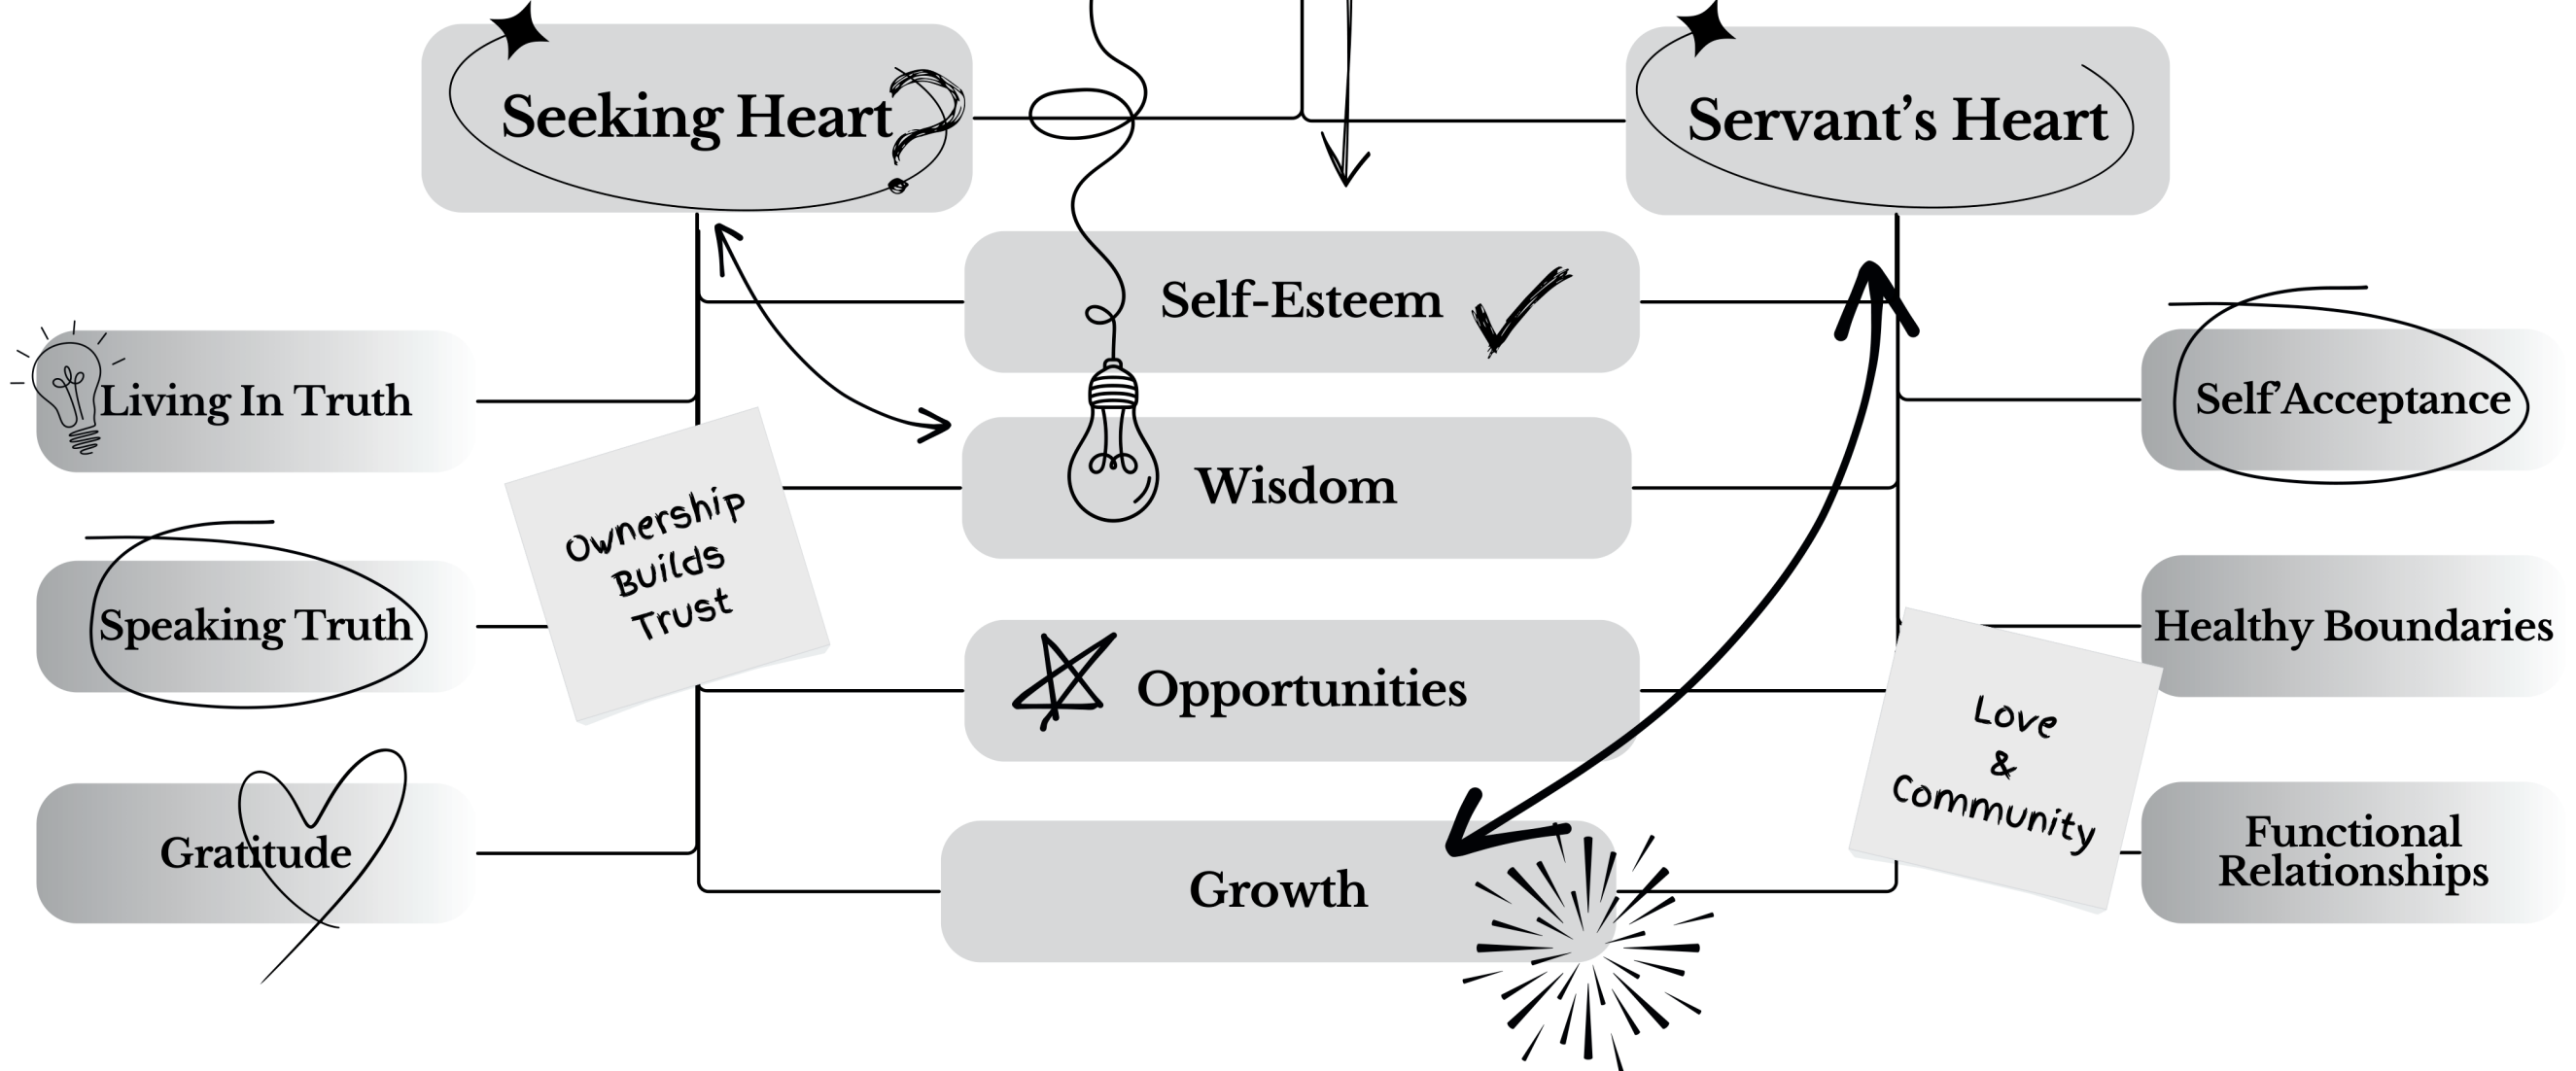 Seeking Heart?
Servant’s Heart
Self-Esteem
Living In Truth
Self’Acceptance
Wisdom
Ownership
Builds
Trust
Speaking Truth
Healthy Boundaries
Opportunities
Love
&
Community
Gratitude
Functional
Relationships
Growth